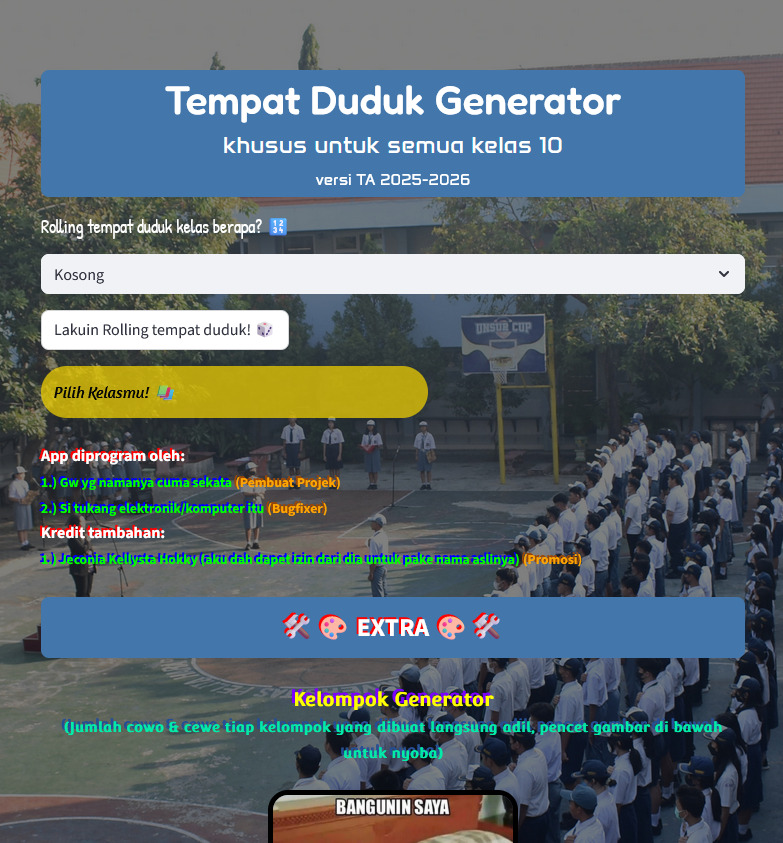 Tempat Duduk Generator
khusus untuk semua kelas 10
versi TA 2025-2026
Rolling tempat duduk kelas berapa? 🔢
Kosong
Lakuin Rolling tempat duduk! 🎲
UNSUR CUP
Pilih Kelasmu! 📚
App diprogram oleh:
1.) Gw yg namanya cuma sekata (Pembuat Projek)
2.) Si tukang elektronik/komputer itu (Bugfixer)
Kredit tambahan:
1.) Jeconia Kellysta Hokky (aku dah dapet izin dari dia untuk pake nama aslinya) (Promosi)
🛠️ 🎨 EXTRA 🎨 🛠️
Kelompok Generator
(Jumlah cowo & cewe tiap kelompok yang dibuat langsung adil, pencet gambar di bawah
untuk nyoba)
BANGUNIN SAYA